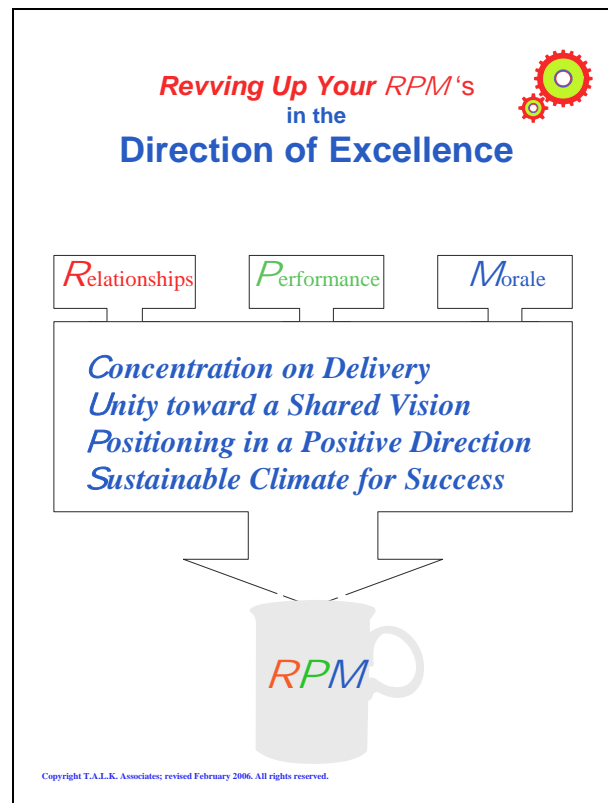 Revving Up Your RPM‘s
in the
Direction of Excellence
Relationships
Performance
Morale
Concentration on Delivery
Unity toward a Shared Vision
Positioning in a Positive Direction
Sustainable Climate for Success
RPM
Copyright T.A.L.K. Associates; revised February 2006. All rights reserved.